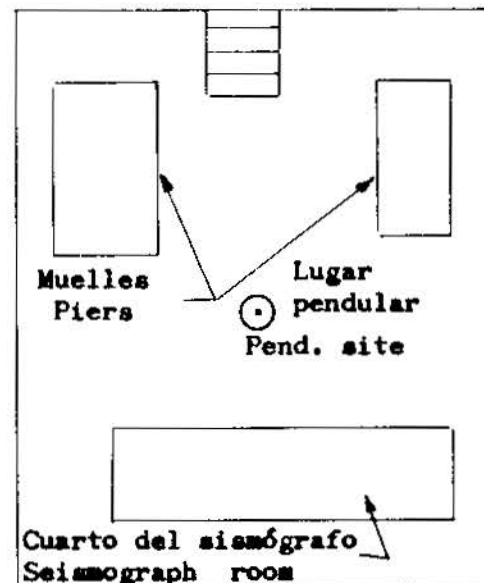 Muelles
Piers
Lugar
pendular
Pend. site
Cuarto del sismógrafo
Seismograph room